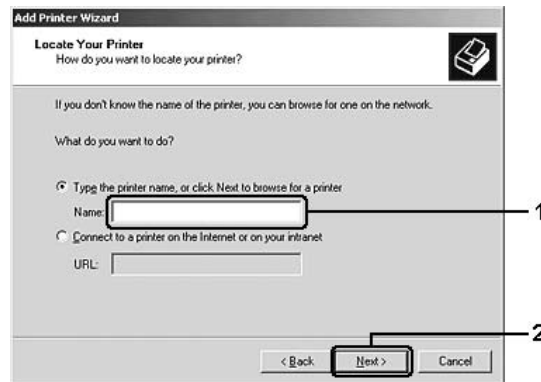 Add Printer Wizard
Locate Your Printer
How do you want to locate your printer?
If you don't know the name of the printer, you can browse for one on the network.
What do you want to do?
Type the printer name, or click Next to browse for a printer
Name:
1
Connect to a printer on the Internet or on your intranet
URL:
2
< Back Next > Cancel